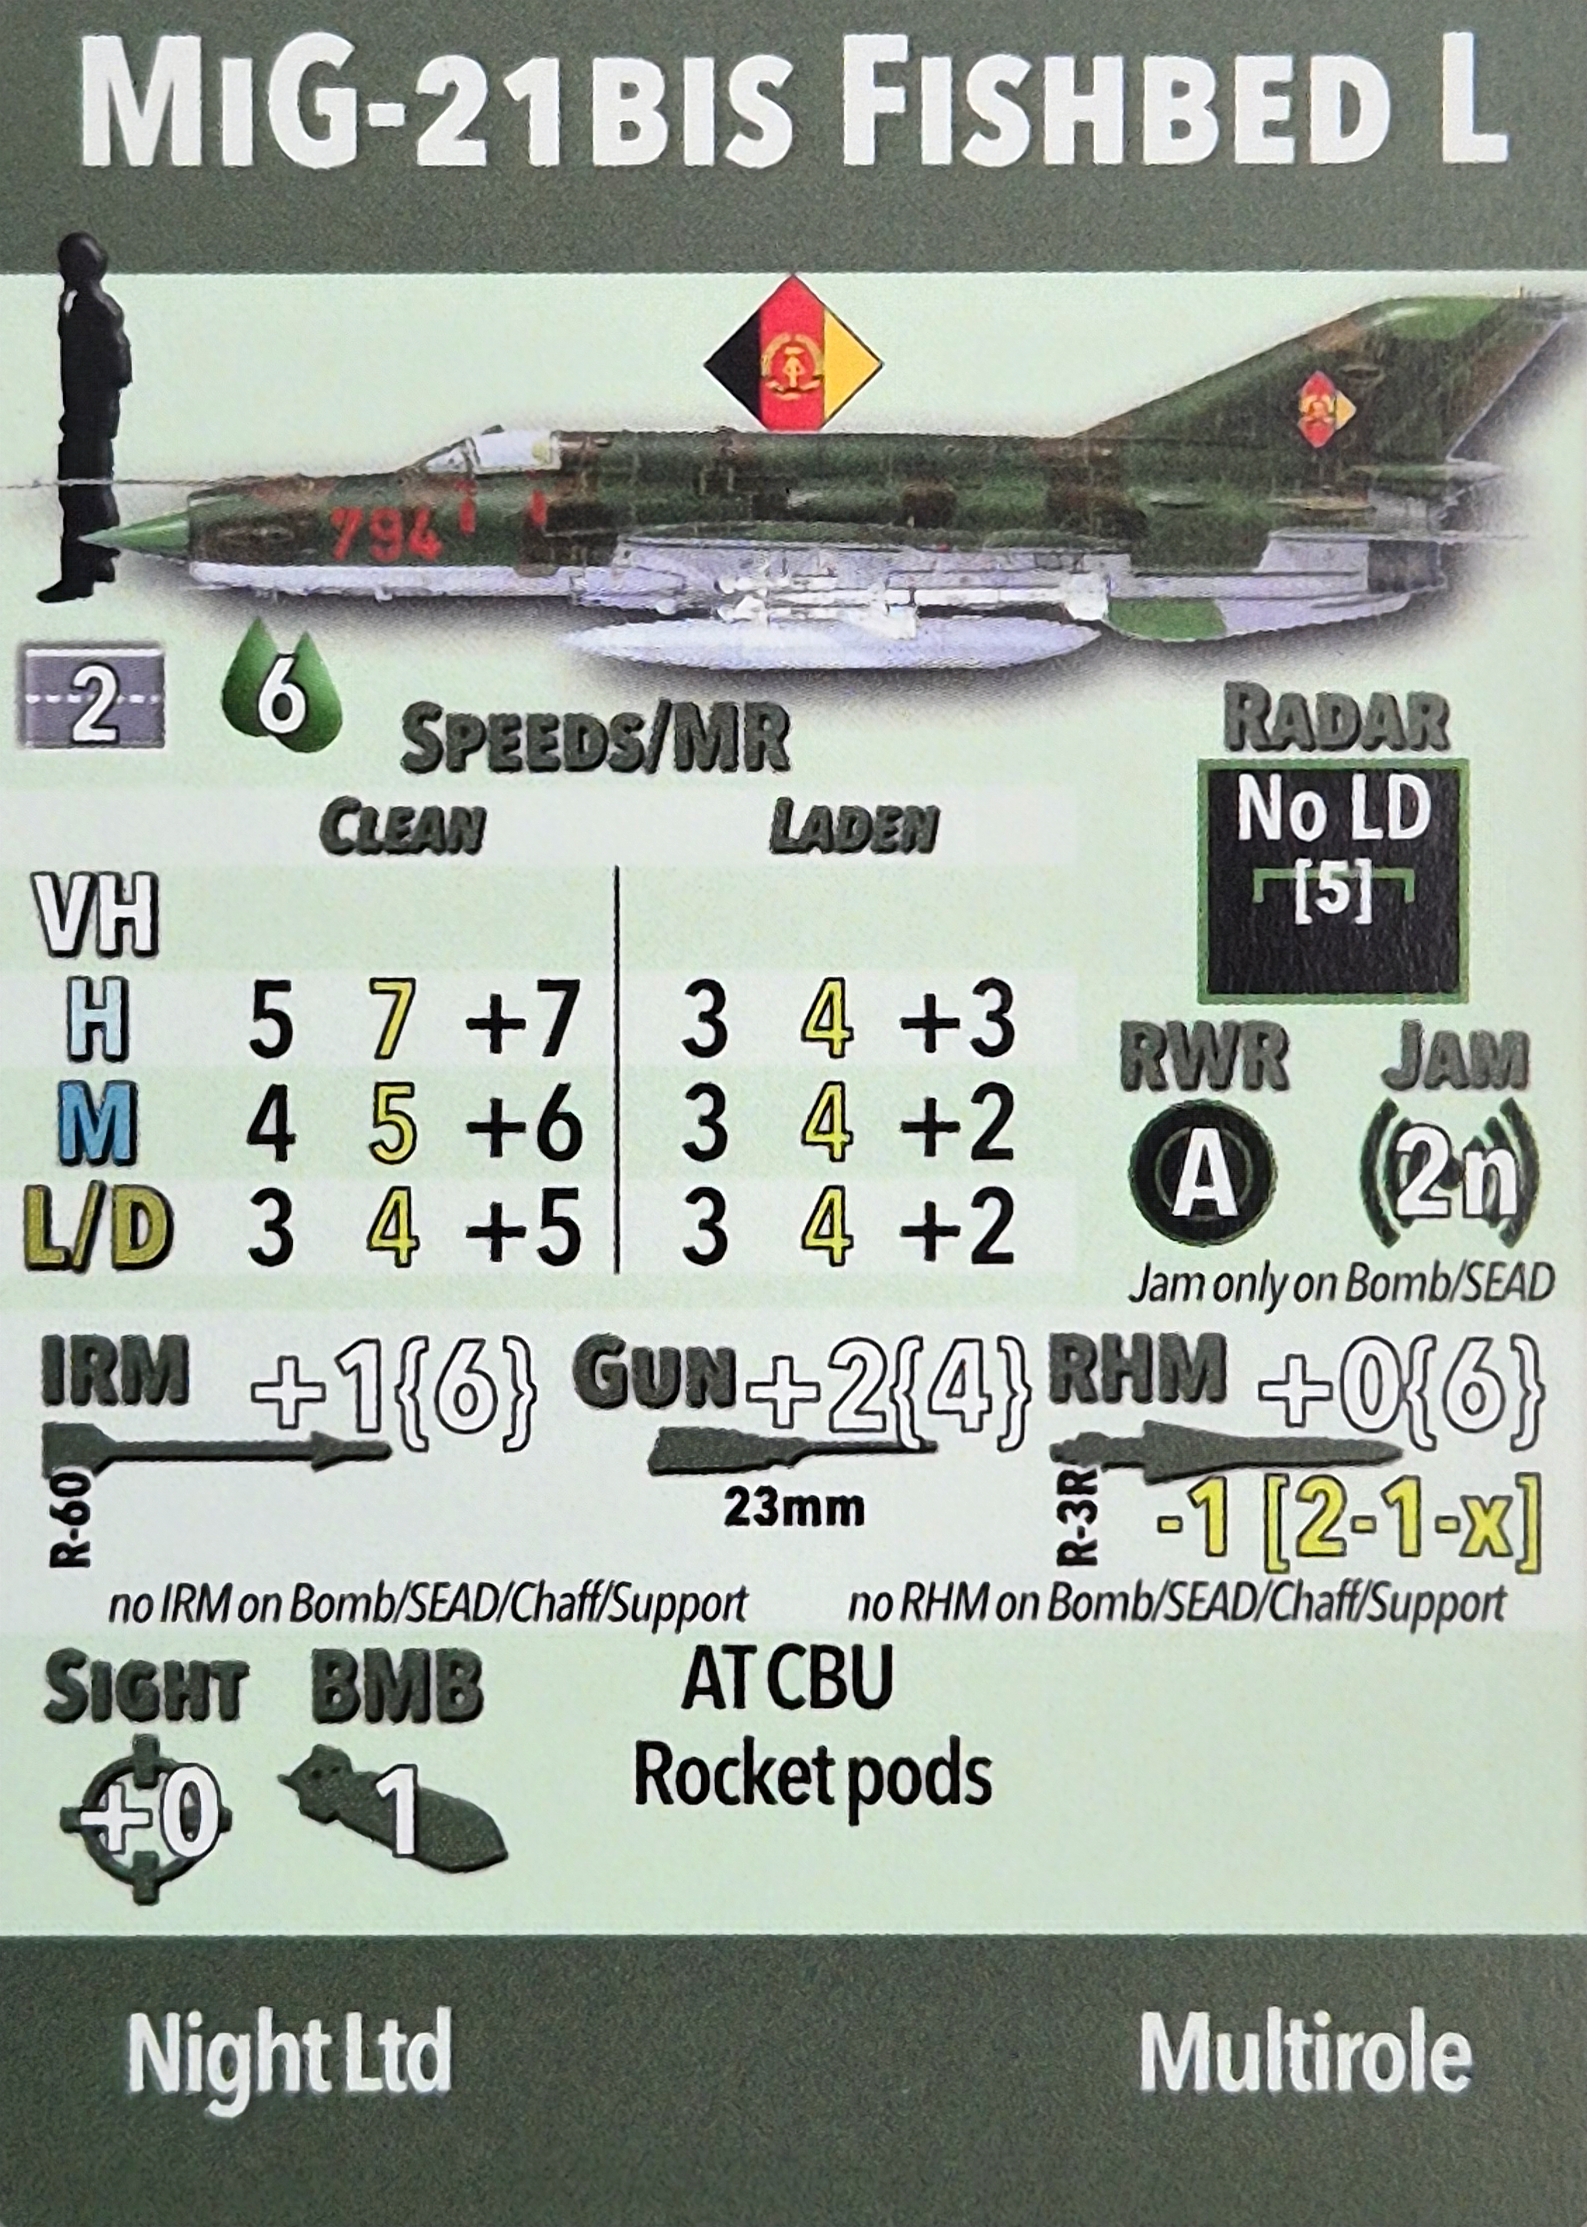 MiG-21bis Fishbed L
794
2 6
Speeds/MR
Radar
Clean Laden
No LD
[5]
VH
H 5 7 +7 3 4 +3
M 4 5 +6 3 4 +2
L/D 3 4 +5 3 4 +2
RWR Jam
A 2n
Jam only on Bomb/SEAD
IRM +1{6} Gun +2{4} RHM +0{6}
R-60 23mm R-3R -1 [2-1-x]
no IRM on Bomb/SEAD/Chaff/Support no RHM on Bomb/SEAD/Chaff/Support
Sight BMB AT CBU
+0 1 Rocket pods
Night Ltd Multirole